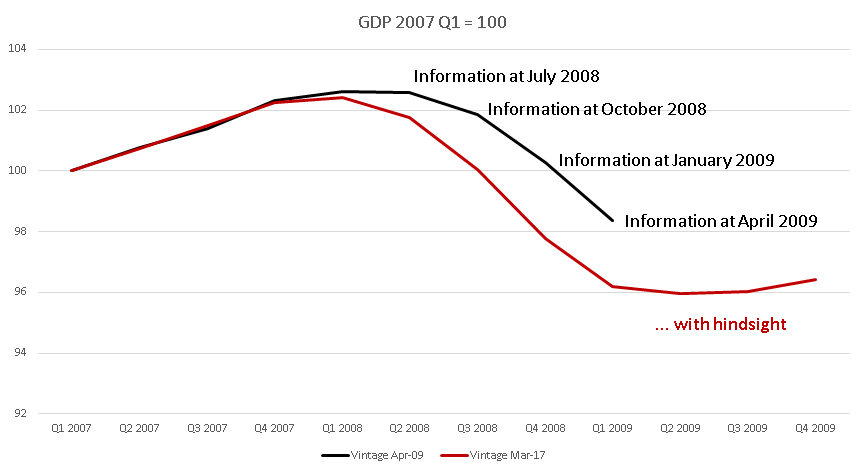 GDP 2007 Q1 = 100
104
Information at July 2008
102
Information at October 2008
Information at January 2009
100
Information at April 2009
98
96
... with hindsight
94
92
Q1 2007 Q2 2007 Q3 2007 Q4 2007 Q1 2008 Q2 2008 Q3 2008 Q4 2008 Q1 2009 Q2 2009 Q3 2009 Q4 2009
Vintage Apr-09 Vintage Mar-17